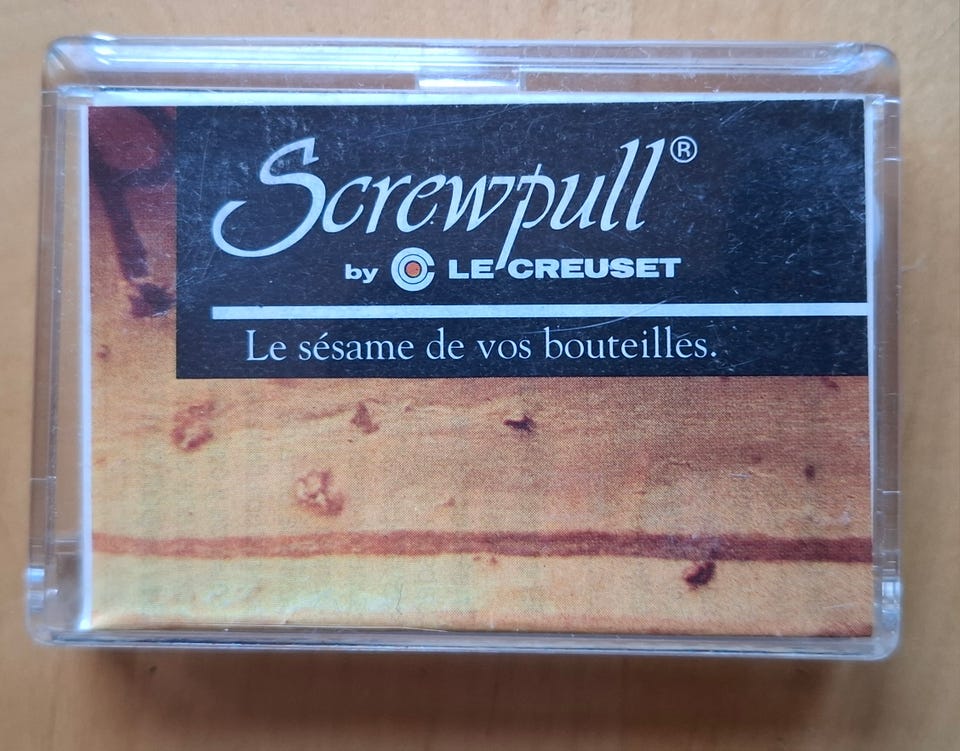 Screwpull®
by LE CREUSET
Le sésame de vos bouteilles.